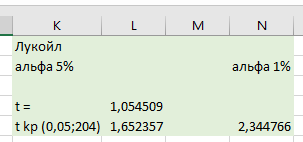 K L M N
Лукойл
альфа 5% альфа 1%
t = 1,054509
t kp (0,05;204) 1,652357 2,344766